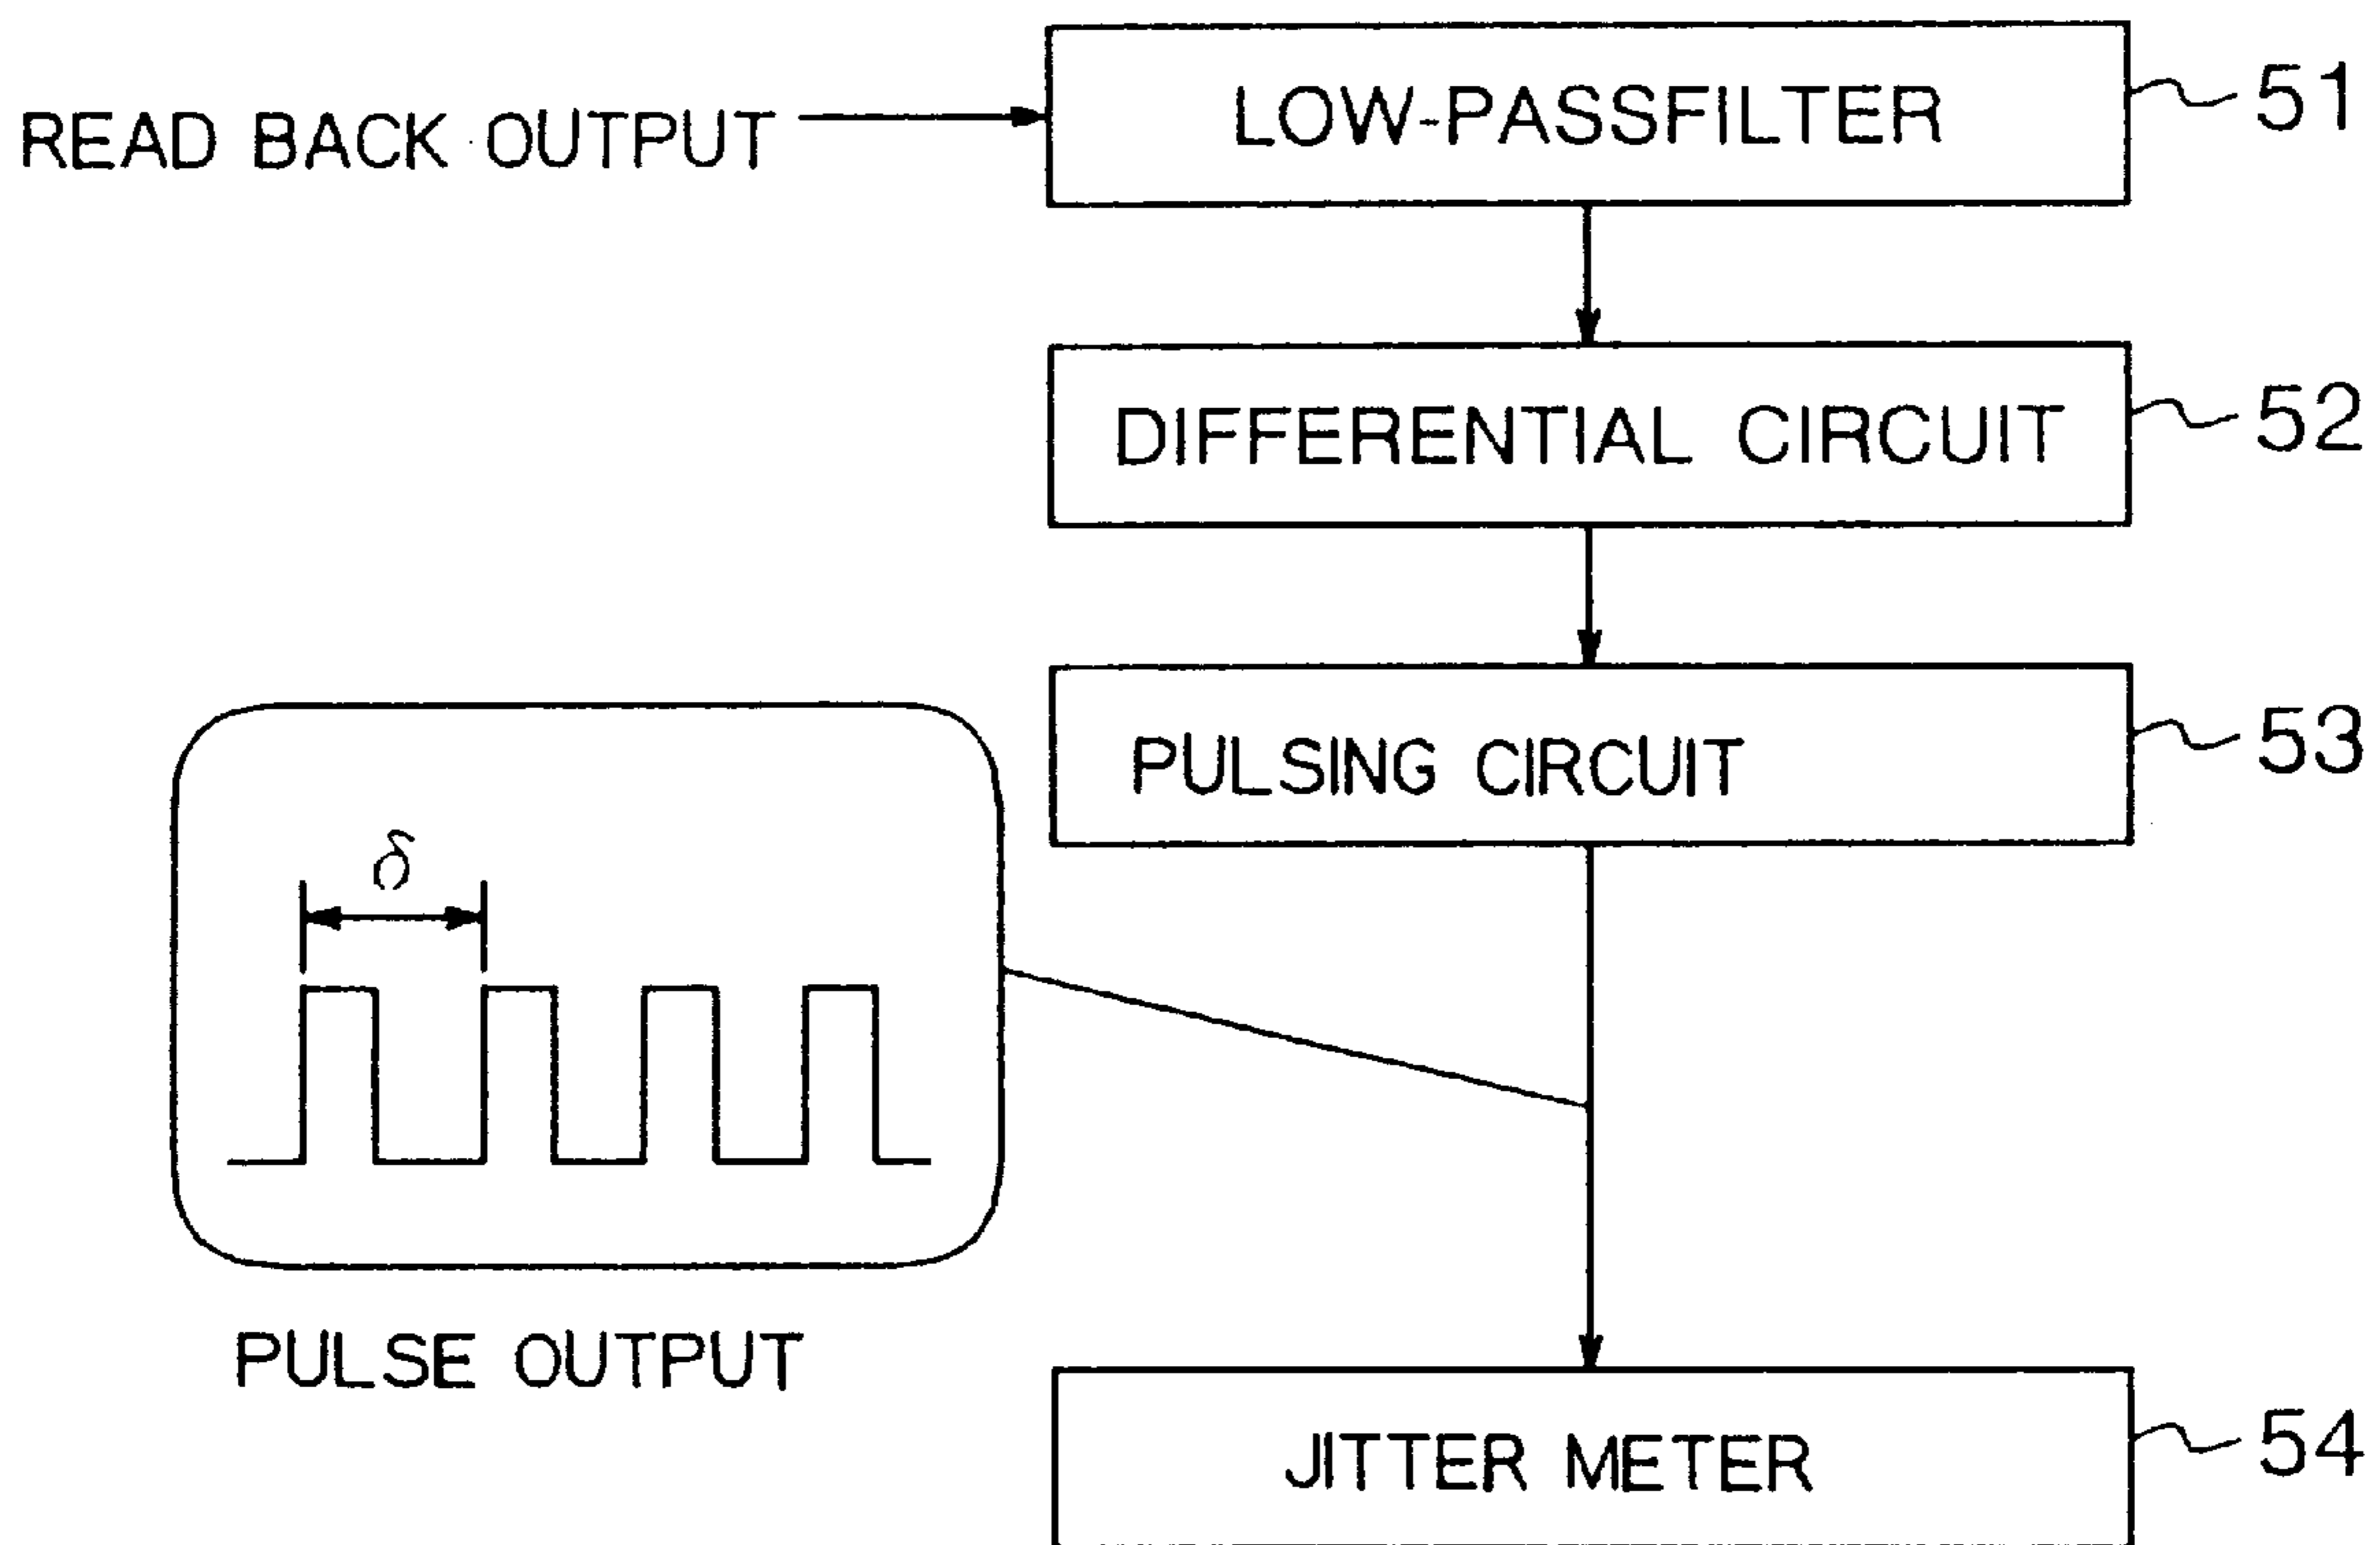 READ BACK OUTPUT
LOW-PASSFILTER
51
DIFFERENTIAL CIRCUIT
52
PULSING CIRCUIT
53
δ
PULSE OUTPUT
JITTER METER
54